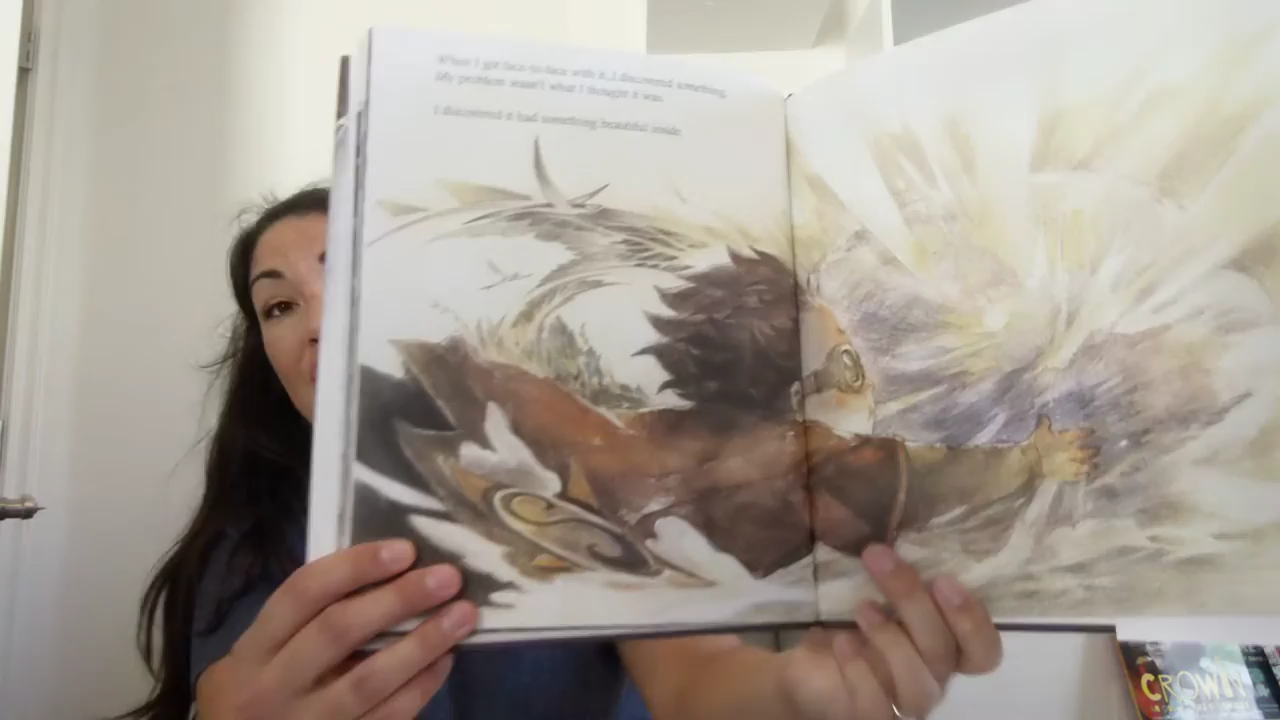 When I got face-to-face with it, I discovered something.
My problem wasn't what I thought it was.
I discovered it had something beautiful inside.
CROWN